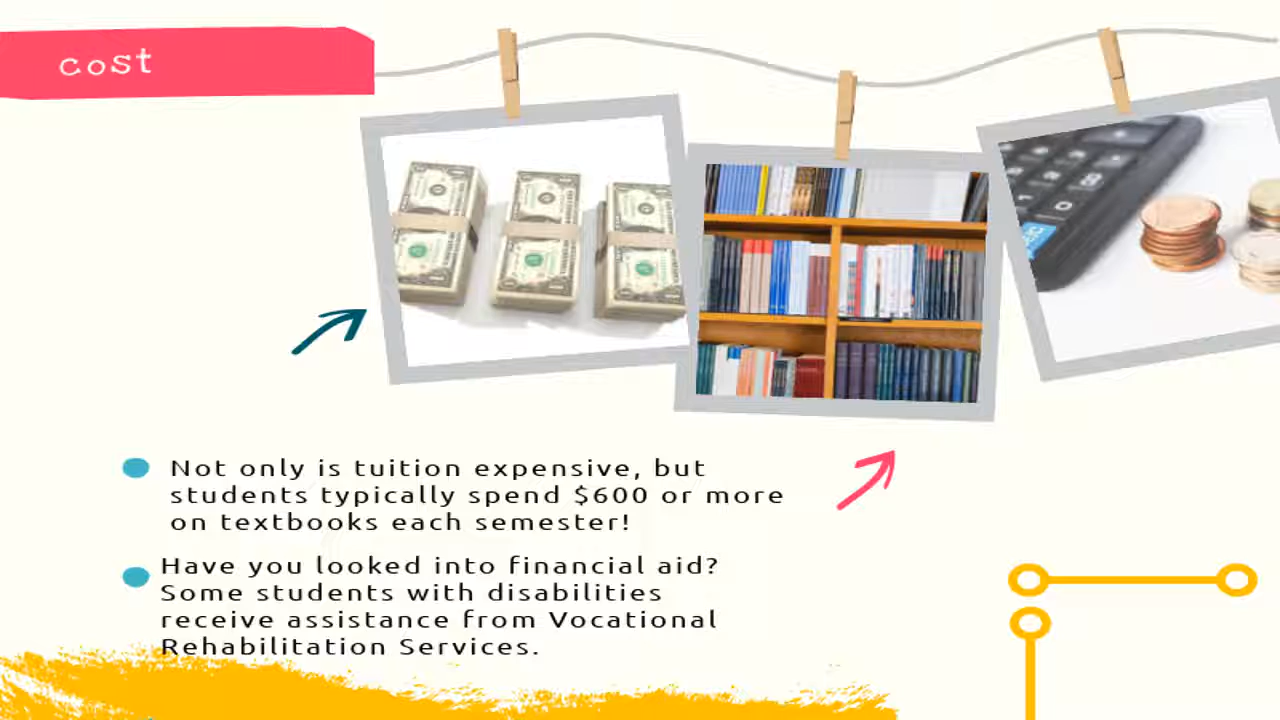 cost
Not only is tuition expensive, but
students typically spend $600 or more
on textbooks each semester!
Have you looked into financial aid?
Some students with disabilities
receive assistance from Vocational
Rehabilitation Services.